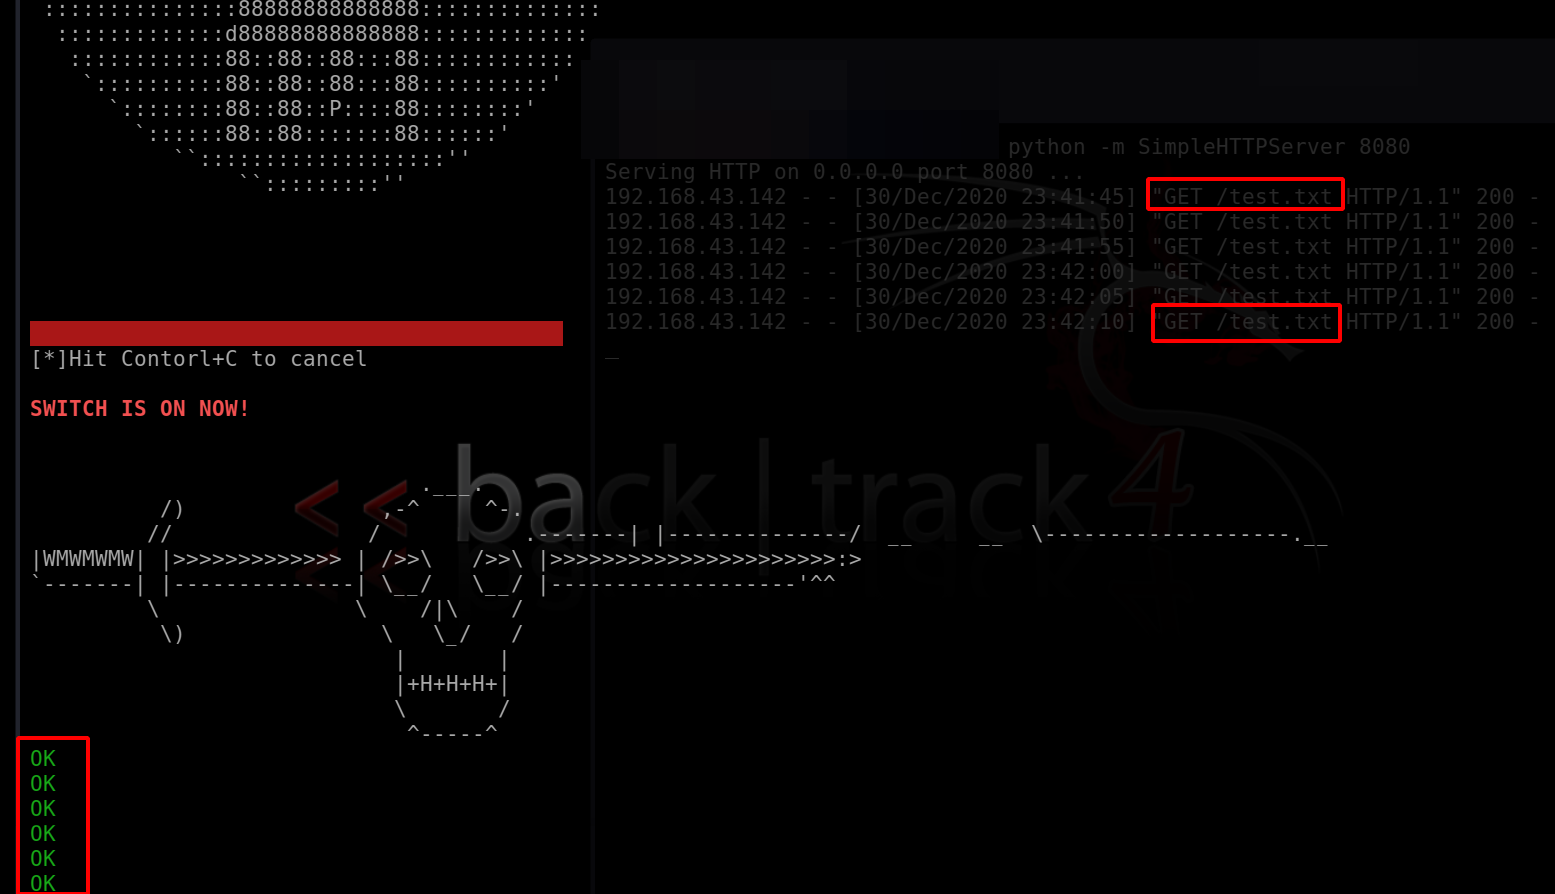 :::::::::::::::88888888888888::::::::::::::
:::::::::::::d88888888888888:::::::::::::
::::::::::::88::88::88:::88::::::::::::
`::::::::::88::88::88:::88::::::::::'
`::::::::88::88::P::::88::::::::'
`::::::88::88:::::::88::::::'
``:::::::::::::::::::''
``:::::::::''
python -m SimpleHTTPServer 8080
Serving HTTP on 0.0.0.0 port 8080 ...
192.168.43.142 - - [30/Dec/2020 23:41:45] "GET /test.txt HTTP/1.1" 200 -
192.168.43.142 - - [30/Dec/2020 23:41:50] "GET /test.txt HTTP/1.1" 200 -
192.168.43.142 - - [30/Dec/2020 23:41:55] "GET /test.txt HTTP/1.1" 200 -
192.168.43.142 - - [30/Dec/2020 23:42:00] "GET /test.txt HTTP/1.1" 200 -
192.168.43.142 - - [30/Dec/2020 23:42:05] "GET /test.txt HTTP/1.1" 200 -
192.168.43.142 - - [30/Dec/2020 23:42:10] "GET /test.txt HTTP/1.1" 200 -
[*]Hit Contorl+C to cancel
SWITCH IS ON NOW!
<< back | track 4
.___.
/) ,-^ ^-.
// / .-------| |--------------/ __ __ \-------------------.__
|WMWMWMW| |>>>>>>>>>>>>> | />>\ />>\ |>>>>>>>>>>>>>>>>>>>>>>:>
`-------| |--------------| \__/ \__/ |-------------------'^^
\ \ /|\ /
\) \ \_/ /
| |
|+H+H+H+|
\ /
^-----^
OK
OK
OK
OK
OK
OK